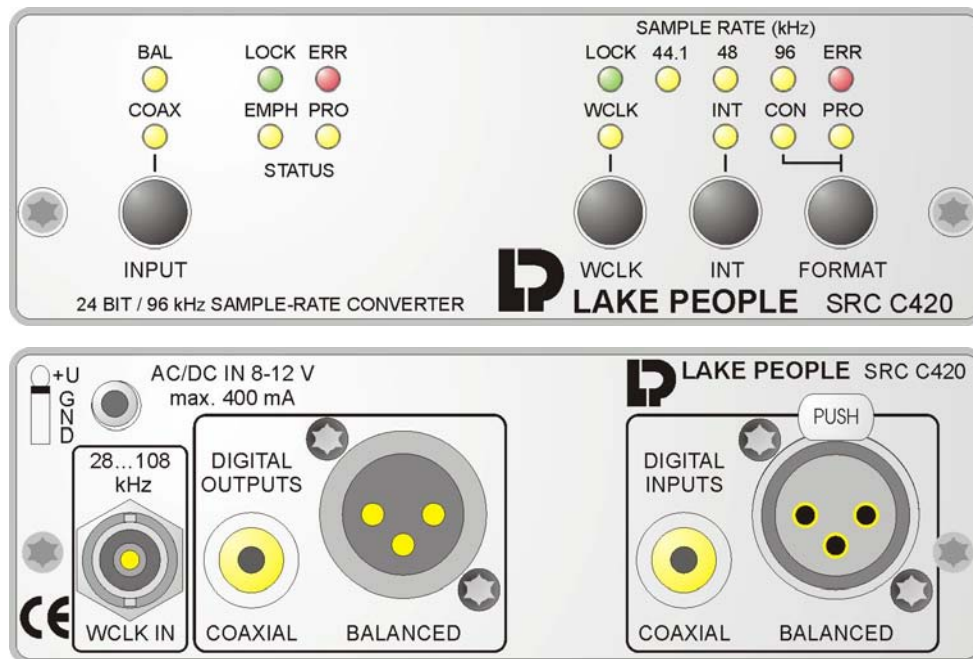 SAMPLE RATE (kHz)
BAL LOCK ERR LOCK 44.1 48 96 ERR
COAX EMPH PRO WCLK INT CON PRO
STATUS
INPUT WCLK INT FORMAT
24 BIT / 96 kHz SAMPLE-RATE CONVERTER LP LAKE PEOPLE SRC C420
+U
GND
AC/DC IN 8-12 V
max. 400 mA
LP LAKE PEOPLE SRC C420
PUSH
28...108
kHz
WCLK IN
CE
DIGITAL
OUTPUTS
COAXIAL BALANCED
DIGITAL
INPUTS
COAXIAL BALANCED